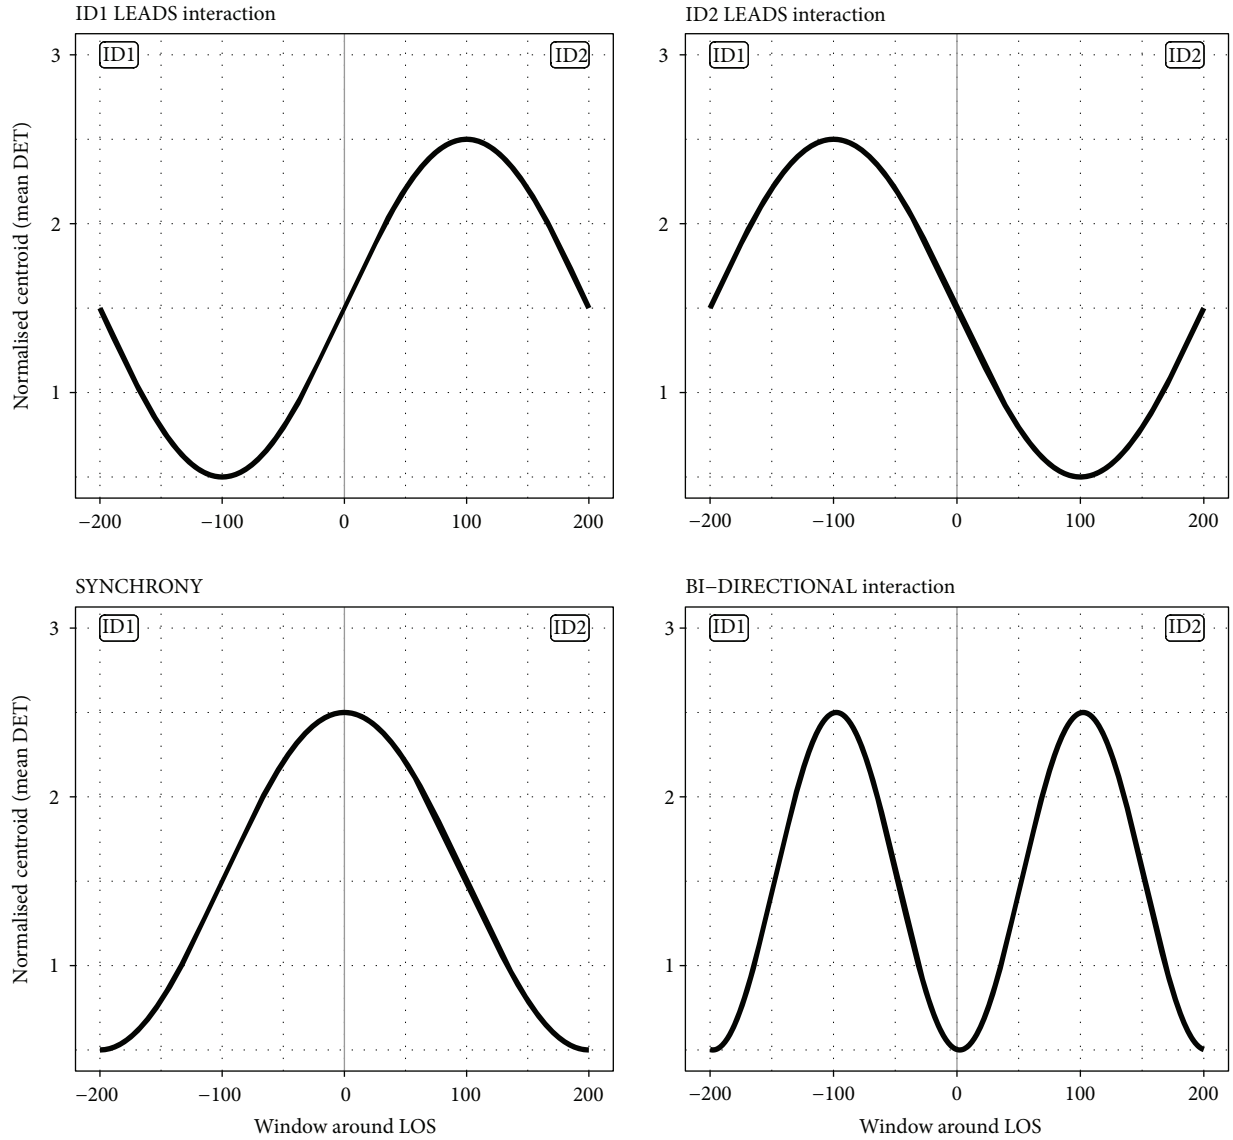 ID1 LEADS interaction
ID1
ID2
Normalised centroid (mean DET)
3
2
1
−200
−100
0
100
200
ID2 LEADS interaction
ID1
ID2
3
2
1
−200
−100
0
100
200
SYNCHRONY
ID1
ID2
Normalised centroid (mean DET)
3
2
1
−200
−100
0
100
200
Window around LOS
BI−DIRECTIONAL interaction
ID1
ID2
3
2
1
−200
−100
0
100
200
Window around LOS